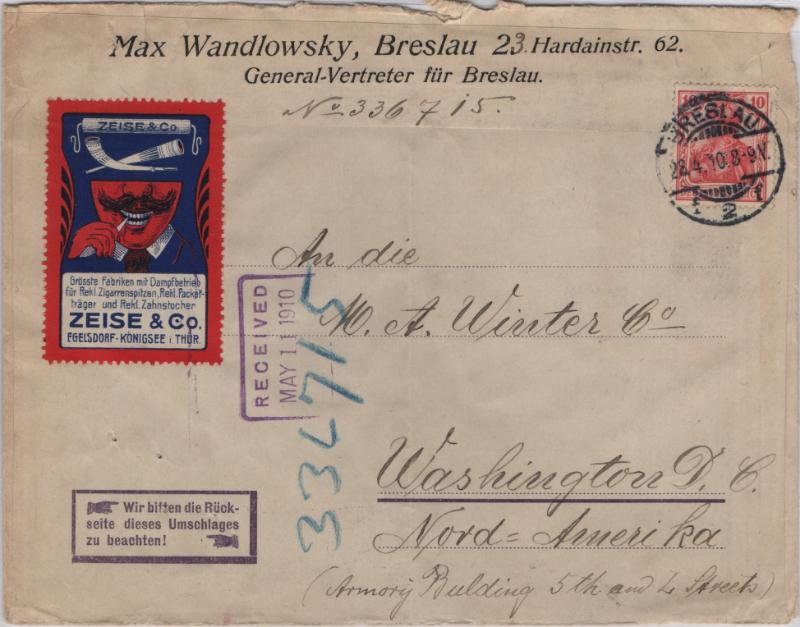 Max Wandlowsky, Breslau 23. Hardainstr. 62.
General-Vertreter für Breslau.
No 336715.
10 10
BRESLAU
28.4.10.8-9V.
2
ZEISE & Co
Grösste Fabriken mit Dampfbetrieb
für Rekl. Zigarrenspitzen, Rekl. Packet-
träger und Rekl. Zahnstocher
ZEISE & Co.
EGELSDORF-KÖNIGSEE i. THÜR.
An die
M. A. Winter Co
RECEIVED
MAY 11 1910
336715
Washington D. C.
Nord=Amerika
(Armory Building 5th and L Streets)
Wir bitten die Rück-
seite dieses Umschlages
zu beachten!